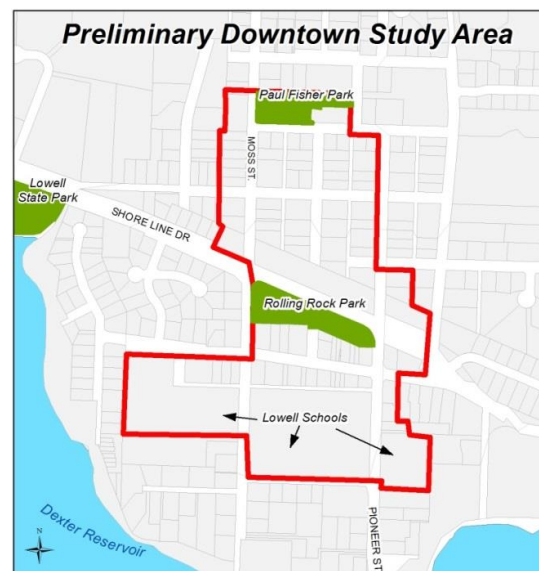 Preliminary Downtown Study Area
Paul Fisher Park
MOSS ST.
Lowell
State Park
SHORE LINE DR
Rolling Rock Park
Lowell Schools
Dexter Reservoir
PIONEER ST
N